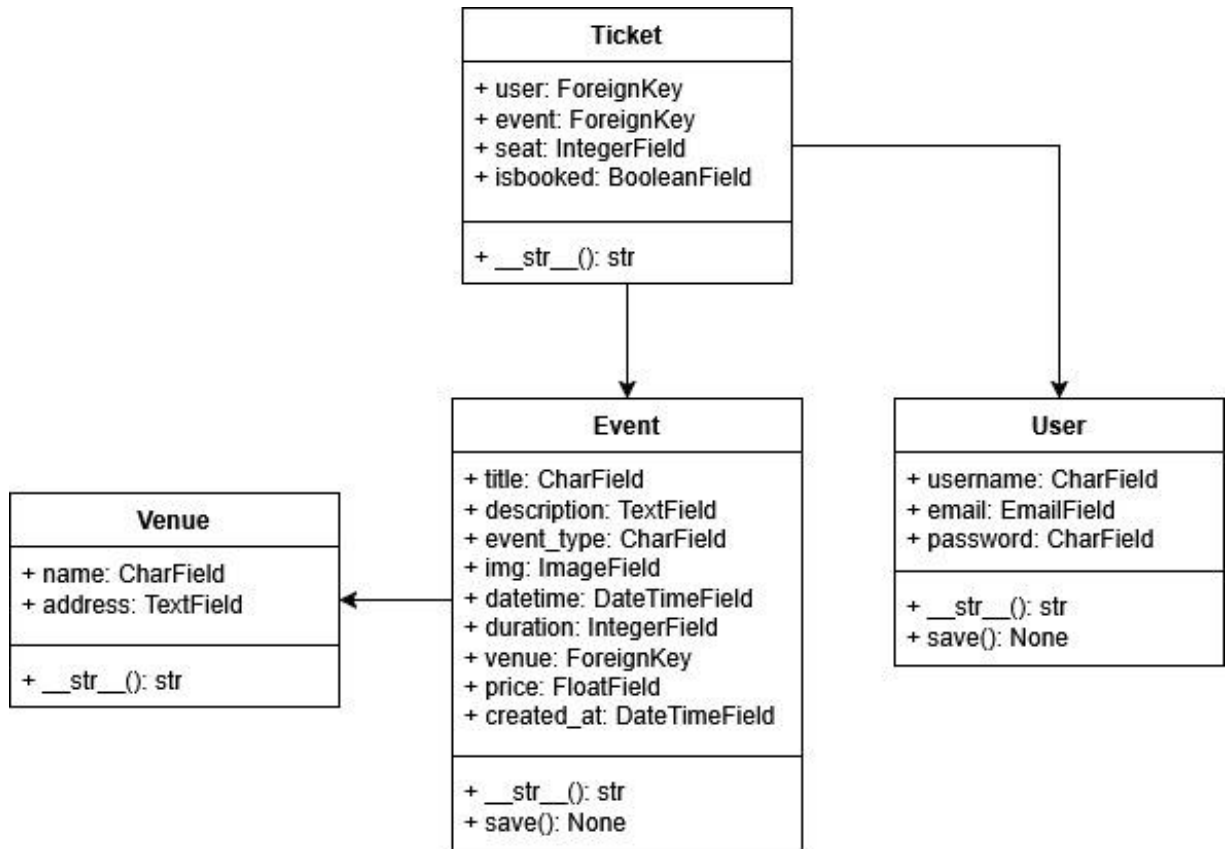 Ticket
+ user: ForeignKey
+ event: ForeignKey
+ seat: IntegerField
+ isbooked: BooleanField
+ __str__(): str
Venue
+ name: CharField
+ address: TextField
+ __str__(): str
Event
+ title: CharField
+ description: TextField
+ event_type: CharField
+ img: ImageField
+ datetime: DateTimeField
+ duration: IntegerField
+ venue: ForeignKey
+ price: FloatField
+ created_at: DateTimeField
+ __str__(): str
+ save(): None
User
+ username: CharField
+ email: EmailField
+ password: CharField
+ __str__(): str
+ save(): None